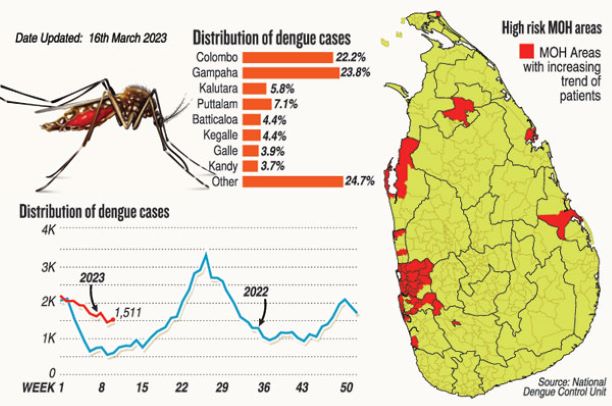 Date Updated: 16th March 2023
Distribution of dengue cases
Colombo 22.2%
Gampaha 23.8%
Kalutara 5.8%
Puttalam 7.1%
Batticaloa 4.4%
Kegalle 4.4%
Galle 3.9%
Kandy 3.7%
Other 24.7%
High risk MOH areas
MOH Areas
with increasing
trend of
patients
Distribution of dengue cases
4K
3K
2K
1K
0
2023
1,511
2022
WEEK 1 8 15 22 29 36 43 50
Source: National
Dengue Control Unit